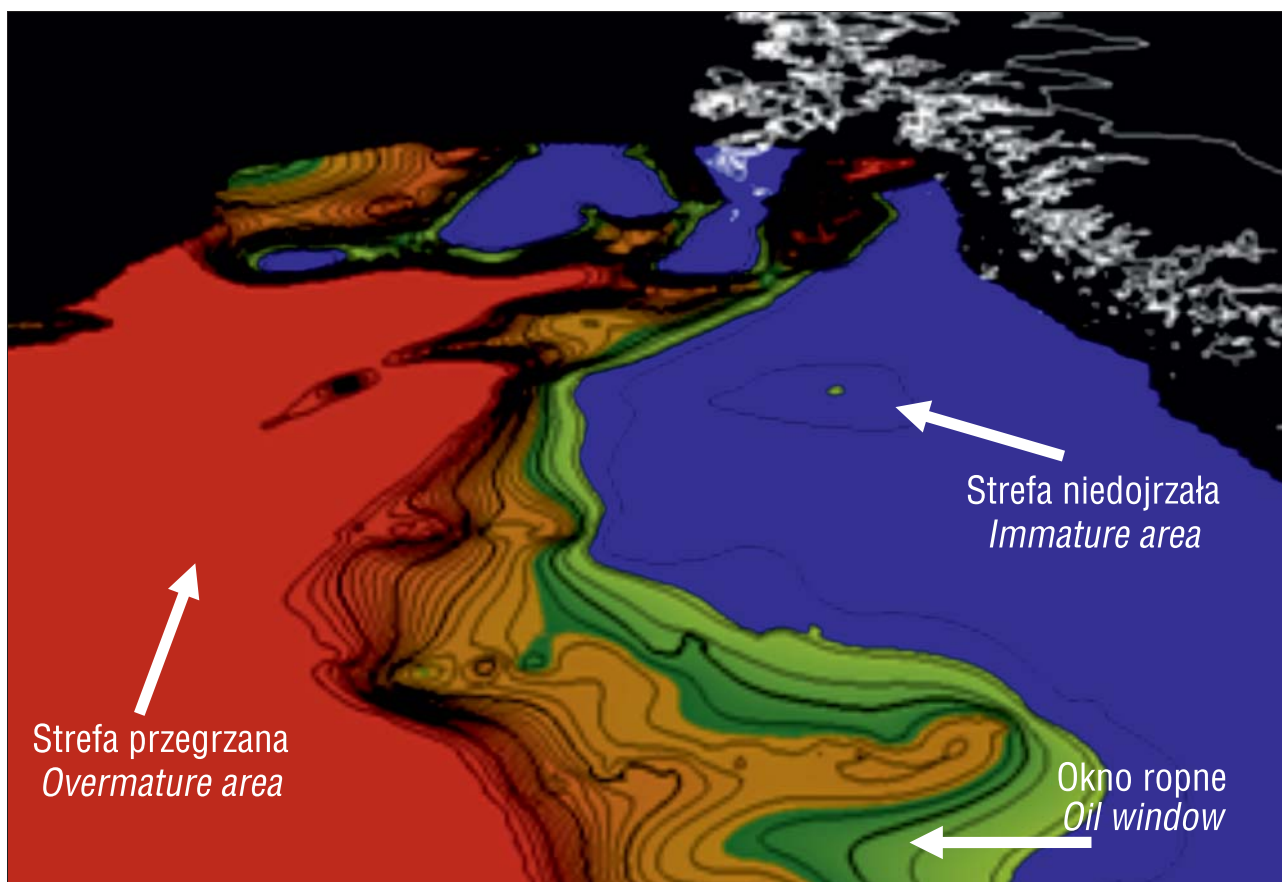 Strefa niedojrzała
Immature area
Strefa przegrzana
Overmature area
Okno ropne
Oil window